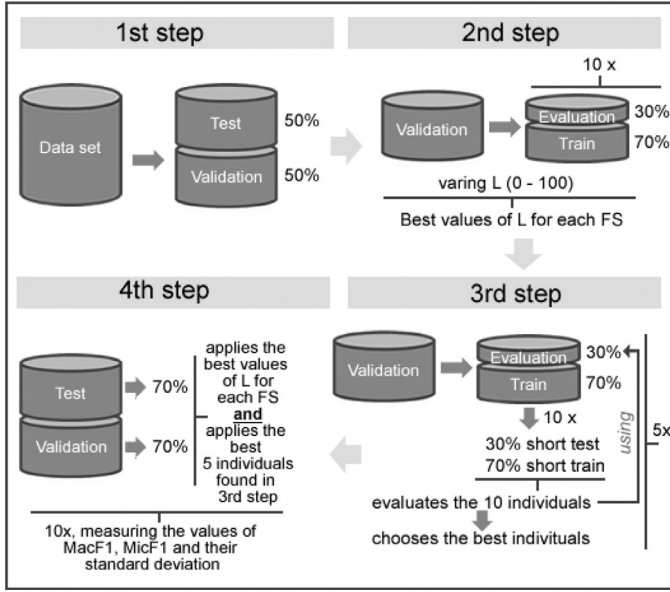 1st step
Data set
Test
50%
Validation
50%
2nd step
10 x
Validation
Evaluation
30%
Train
70%
varing L (0 - 100)
Best values of L for each FS
3rd step
Validation
Evaluation
30%
Train
70%
10 x
30% short test
70% short train
using
5x
evaluates the 10 individuals
chooses the best indivituals
4th step
Test
70%
Validation
70%
applies the
best values
of L for
each FS
and
applies the
best
5 individuals
found in
3rd step
10x, measuring the values of
MacF1, MicF1 and their
standard deviation